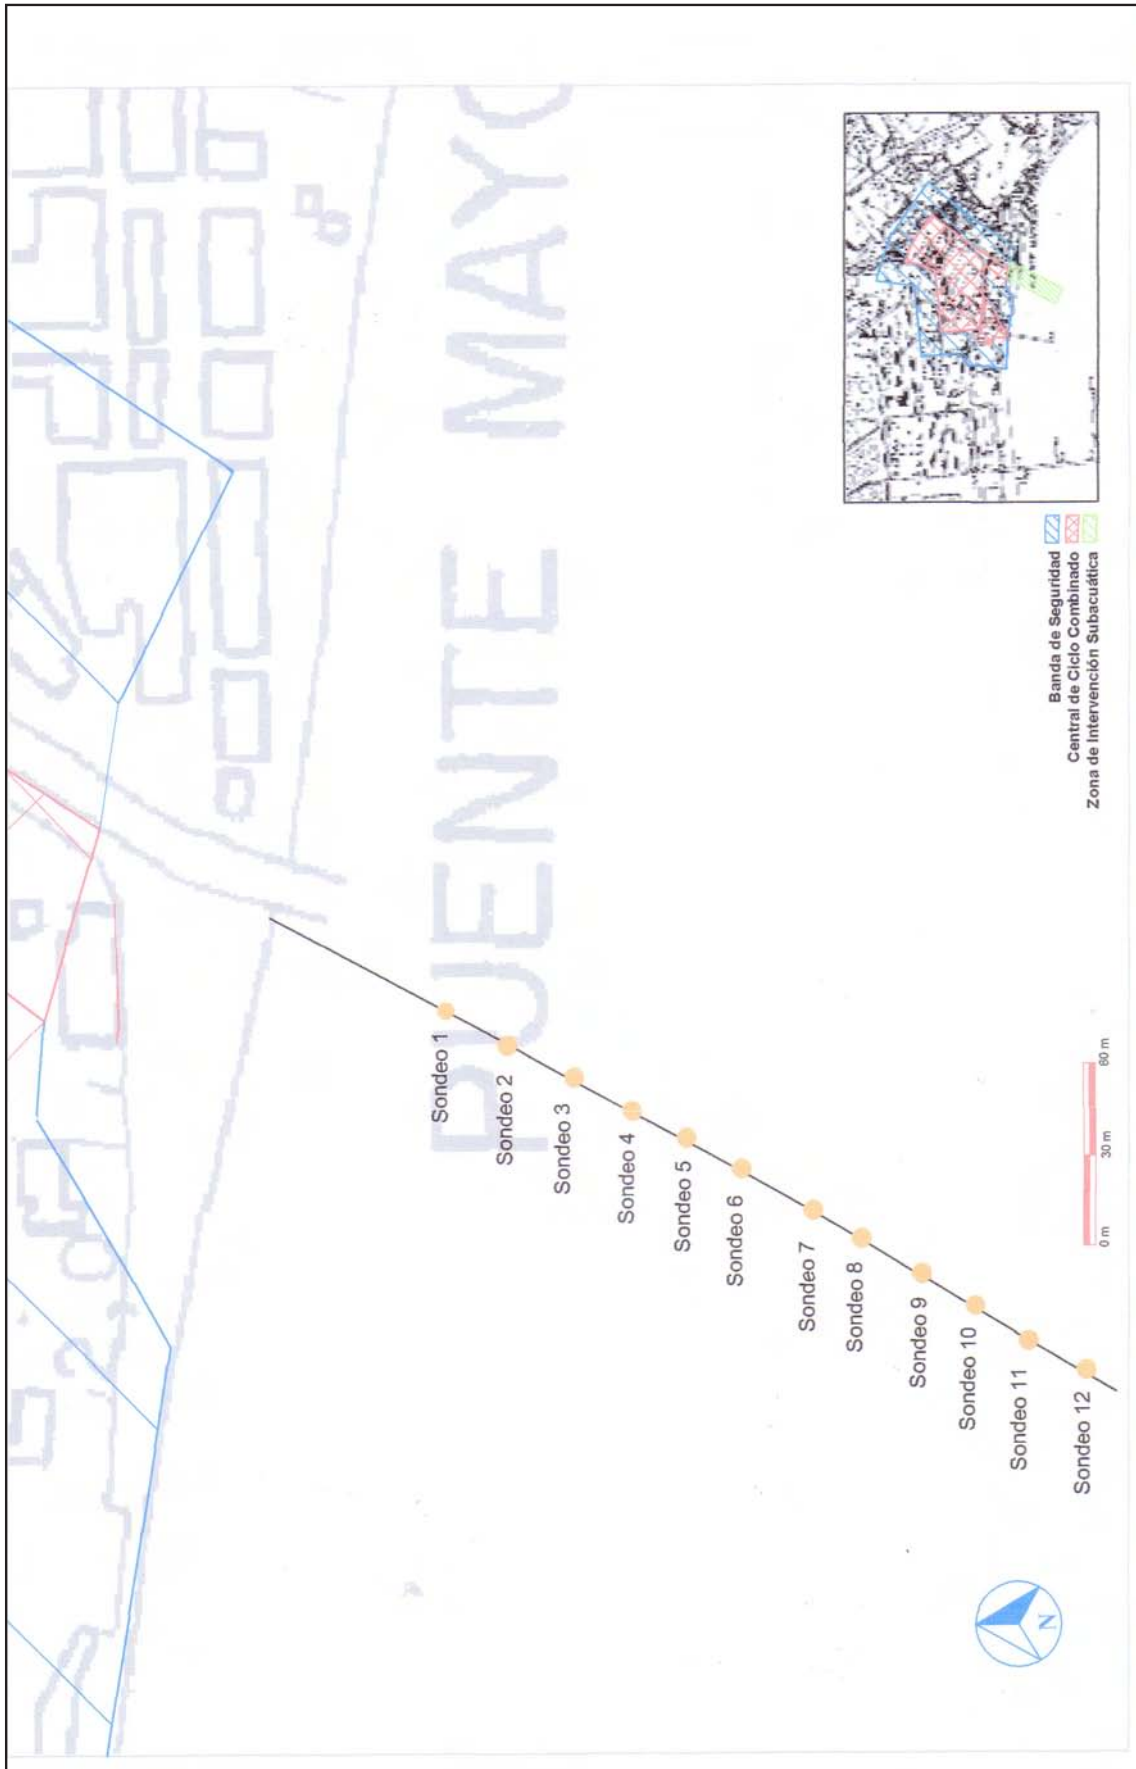 PUENTE MAYO
Sondeo 1
Sondeo 2
Sondeo 3
Sondeo 4
Sondeo 5
Sondeo 6
Sondeo 7
Sondeo 8
Sondeo 9
Sondeo 10
Sondeo 11
Sondeo 12
Banda de Seguridad
Central de Ciclo Combinado
Zona de Intervención Subacuática
0 m 30 m 60 m
N